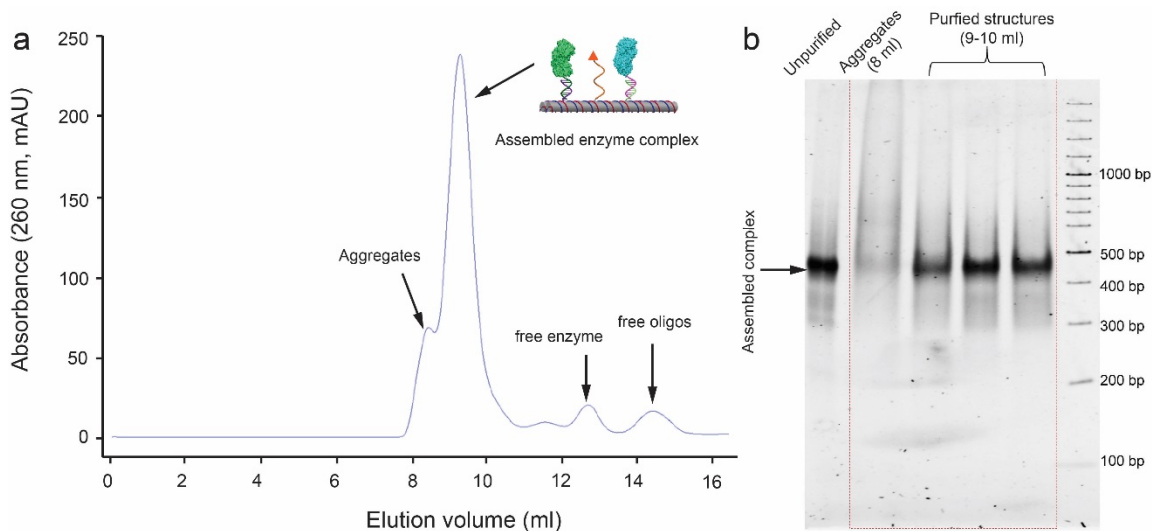 a
250
200
150
100
50
0
Absorbance (260 nm, mAU)
0 2 4 6 8 10 12 14 16
Elution volume (ml)
Assembled enzyme complex
Aggregates
free enzyme
free oligos
b
Unpurified
Aggregates
(8 ml)
Purfied structures
(9-10 ml)
Assembled complex
1000 bp
500 bp
400 bp
300 bp
200 bp
100 bp